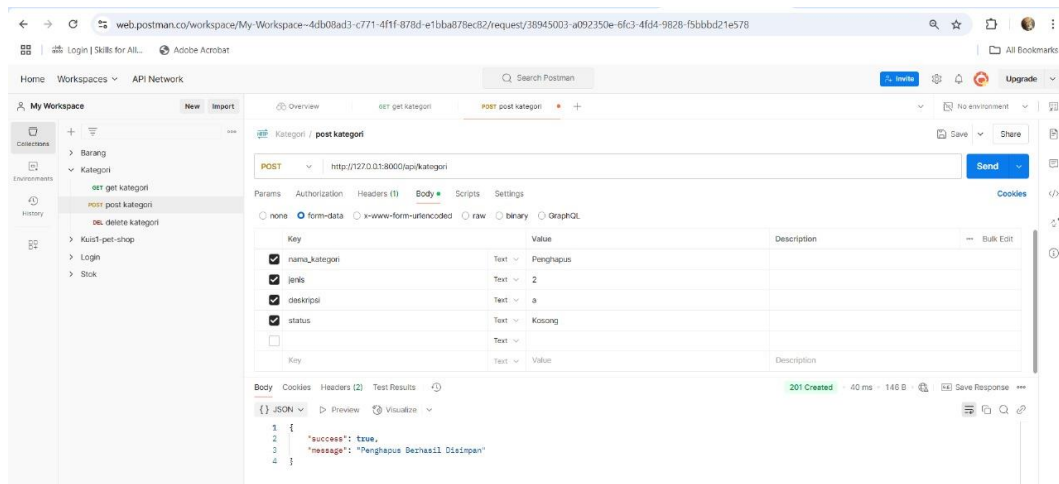 web.postman.co/workspace/My-Workspace~4db08ad3-c771-4f1f-878d-e1bba878ec82/request/38945003-a092350e-6fc3-4fd4-9828-f5bbbd21e578
Login | Skills for All... Adobe Acrobat All Bookmarks
Home Workspaces API Network Search Postman Invite Upgrade
My Workspace New Import Overview GET get kategori POST post kategori No environment
Collections
Environments
History
Barang
Kategori
GET get kategori
POST post kategori
DEL delete kategori
Kuis1-pet-shop
Login
Stok
HTTP Kategori / post kategori Save Share
POST http://127.0.0.1:8000/api/kategori Send
Params Authorization Headers (1) Body Scripts Settings Cookies
none form-data x-www-form-urlencoded raw binary GraphQL
Key Value Description Bulk Edit
nama_kategori Text Penghapus
jenis Text 2
deskripsi Text a
status Text Kosong
Text
Key Text Value Description
Body Cookies Headers (2) Test Results 201 Created 40 ms 146 B Save Response
{} JSON Preview Visualize
1 {
2 "success": true,
3 "message": "Penghapus Berhasil Disimpan"
4 }